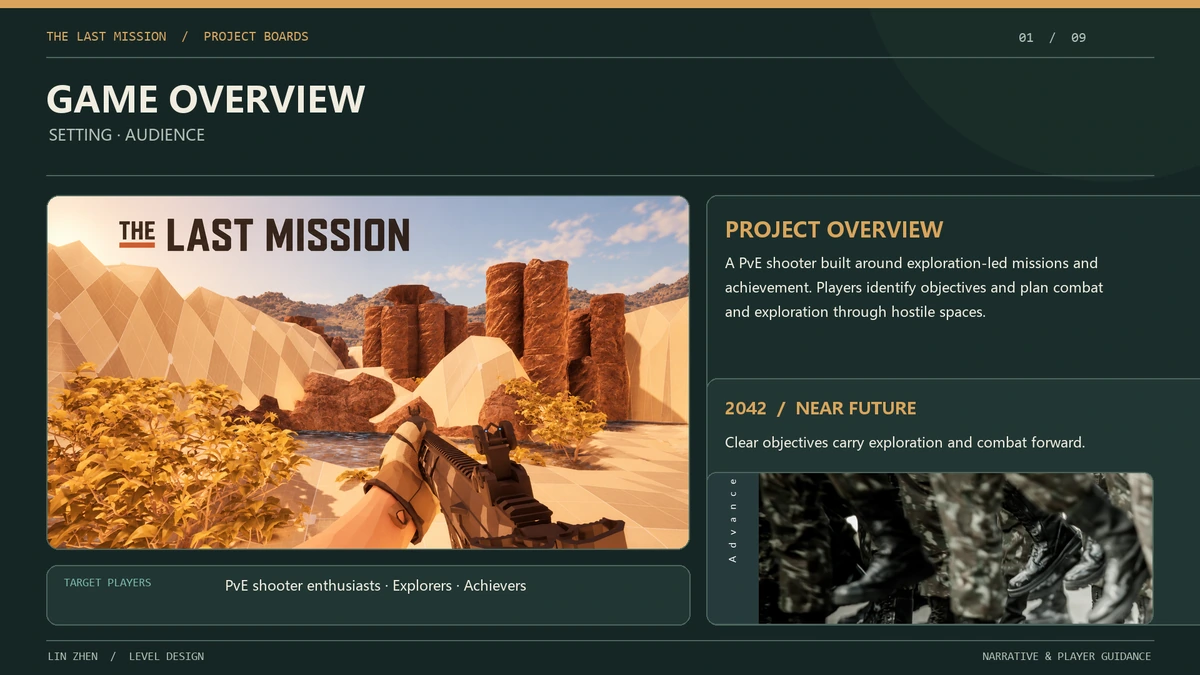 THE LAST MISSION / PROJECT BOARDS
01 / 09
GAME OVERVIEW
SETTING · AUDIENCE
THE LAST MISSION
PROJECT OVERVIEW
A PvE shooter built around exploration-led missions and
achievement. Players identify objectives and plan combat
and exploration through hostile spaces.
2042 / NEAR FUTURE
Clear objectives carry exploration and combat forward.
Advance
TARGET PLAYERS
PvE shooter enthusiasts · Explorers · Achievers
LIN ZHEN / LEVEL DESIGN
NARRATIVE & PLAYER GUIDANCE